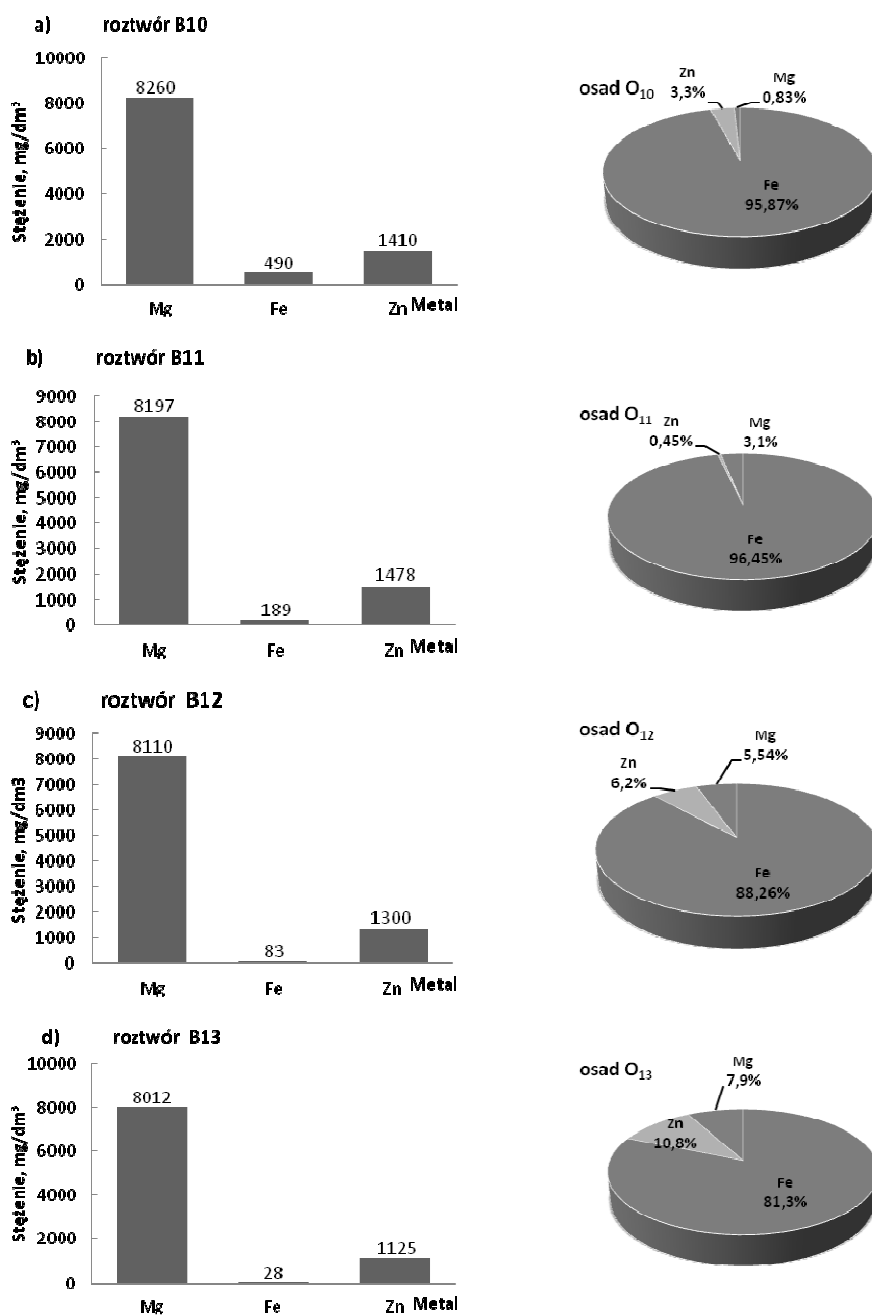 a) roztwór B10
Stężenie, mg/dm³
10000
8000
6000
4000
2000
0
8260
490
1410
Mg Fe Zn Metal
osad O₁₀
Zn
3,3%
Mg
0,83%
Fe
95,87%
b) roztwór B11
Stężenie, mg/dm³
9000
8000
7000
6000
5000
4000
3000
2000
1000
0
8197
189
1478
Mg Fe Zn Metal
osad O₁₁
Zn
0,45%
Mg
3,1%
Fe
96,45%
c) roztwór B12
Stężenie, mg/dm3
9000
8000
7000
6000
5000
4000
3000
2000
1000
0
8110
83
1300
Mg Fe Zn Metal
osad O₁₂
Zn
6,2%
Mg
5,54%
Fe
88,26%
d) roztwór B13
Stężenie, mg/dm³
10000
8000
6000
4000
2000
0
8012
28
1125
Mg Fe Zn Metal
osad O₁₃
Mg
7,9%
Zn
10,8%
Fe
81,3%